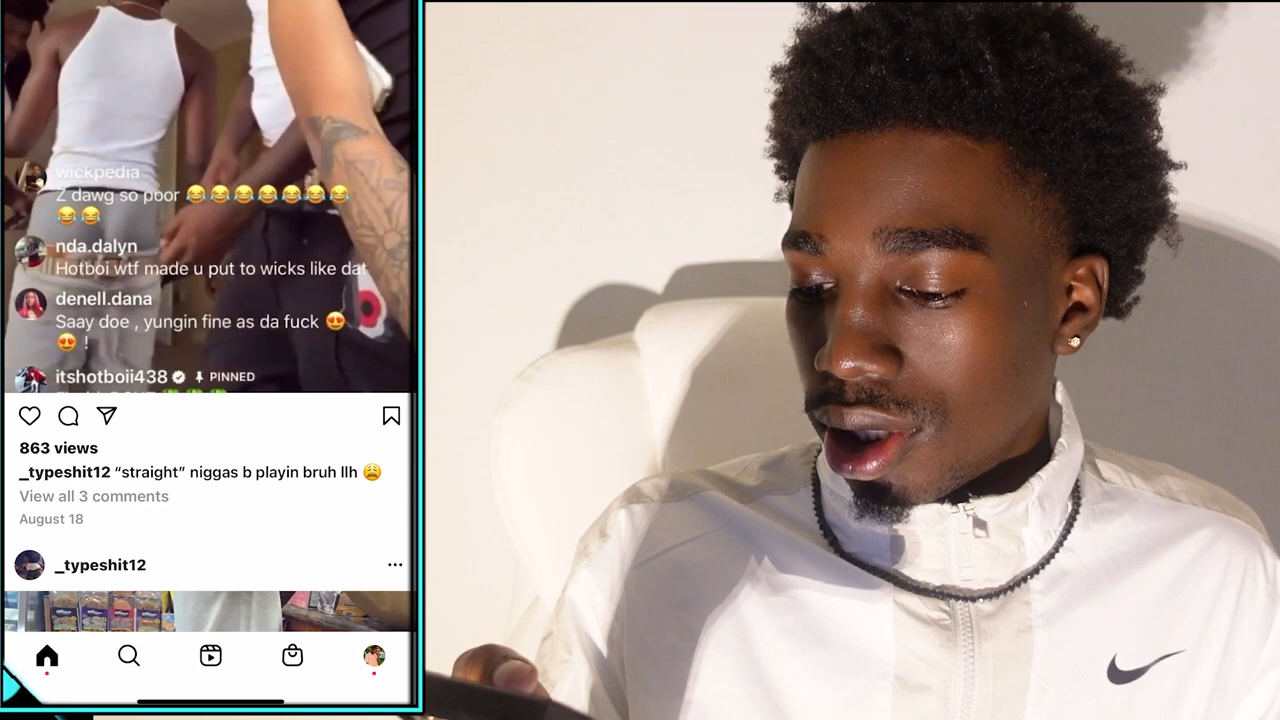 wickpedia
Z dawg so poor 😂😂😂😂😂😂😂
😂😂
nda.dalyn
Hotboi wtf made u put to wicks like dat
denell.dana
Saay doe , yungin fine as da fuck 😍
😍 !
itshotboii438 PINNED
863 views
_typeshit12 “straight” niggas b playin bruh llh 😩
View all 3 comments
August 18
_typeshit12